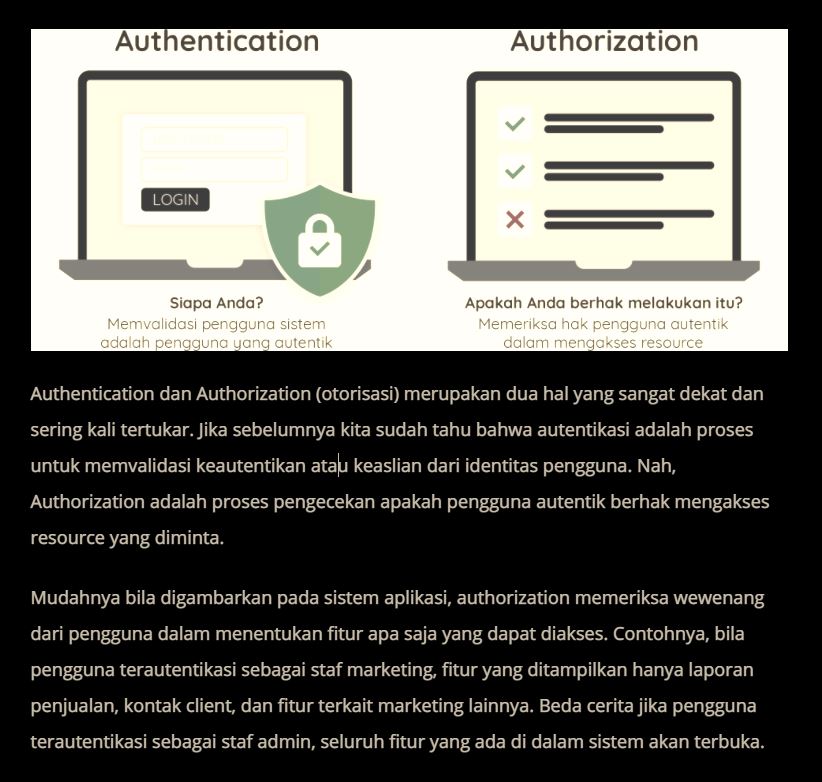 Authentication
Authorization
LOGIN
Siapa Anda?
Memvalidasi pengguna sistem
adalah pengguna yang autentik
Apakah Anda berhak melakukan itu?
Memeriksa hak pengguna autentik
dalam mengakses resource
Authentication dan Authorization (otorisasi) merupakan dua hal yang sangat dekat dan
sering kali tertukar. Jika sebelumnya kita sudah tahu bahwa autentikasi adalah proses
untuk memvalidasi keautentikan atau keaslian dari identitas pengguna. Nah,
Authorization adalah proses pengecekan apakah pengguna autentik berhak mengakses
resource yang diminta.
Mudahnya bila digambarkan pada sistem aplikasi, authorization memeriksa wewenang
dari pengguna dalam menentukan fitur apa saja yang dapat diakses. Contohnya, bila
pengguna terautentikasi sebagai staf marketing, fitur yang ditampilkan hanya laporan
penjualan, kontak client, dan fitur terkait marketing lainnya. Beda cerita jika pengguna
terautentikasi sebagai staf admin, seluruh fitur yang ada di dalam sistem akan terbuka.